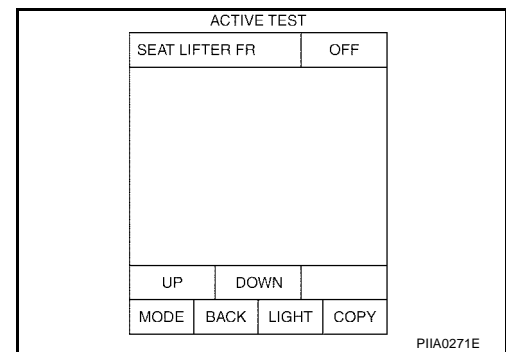 ACTIVE TEST
SEAT LIFTER FR OFF
UP DOWN
MODE BACK LIGHT COPY
PIIA0271E